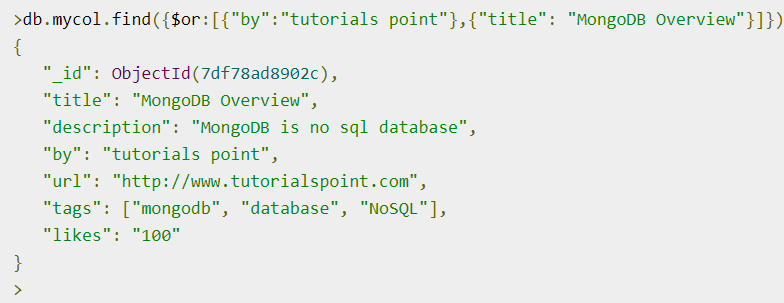 >db.mycol.find({$or:[{"by":"tutorials point"},{"title": "MongoDB Overview"}]})
{
   "_id": ObjectId(7df78ad8902c),
   "title": "MongoDB Overview",
   "description": "MongoDB is no sql database",
   "by": "tutorials point",
   "url": "http://www.tutorialspoint.com",
   "tags": ["mongodb", "database", "NoSQL"],
   "likes": "100"
}
>